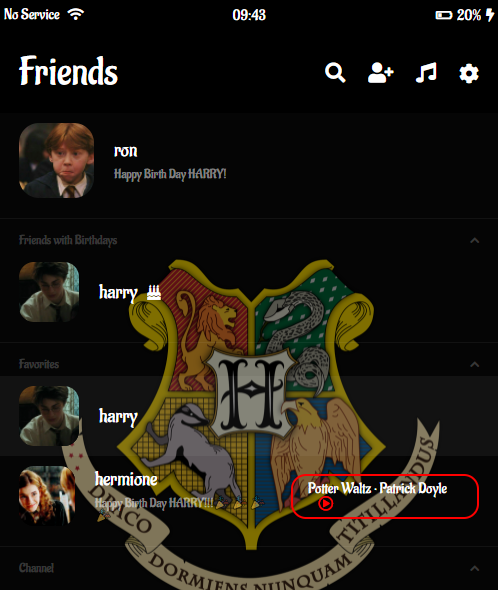 No Service 09:43 20%
Friends
ron
Happy Birth Day HARRY!
Friends with Birthdays
harry
Favorites
harry
hermione
Happy Birth Day HARRY!!!
Potter Waltz - Patrick Doyle
H
DRACO DORMIENS NUNQUAM TITILLANDUS
Channel